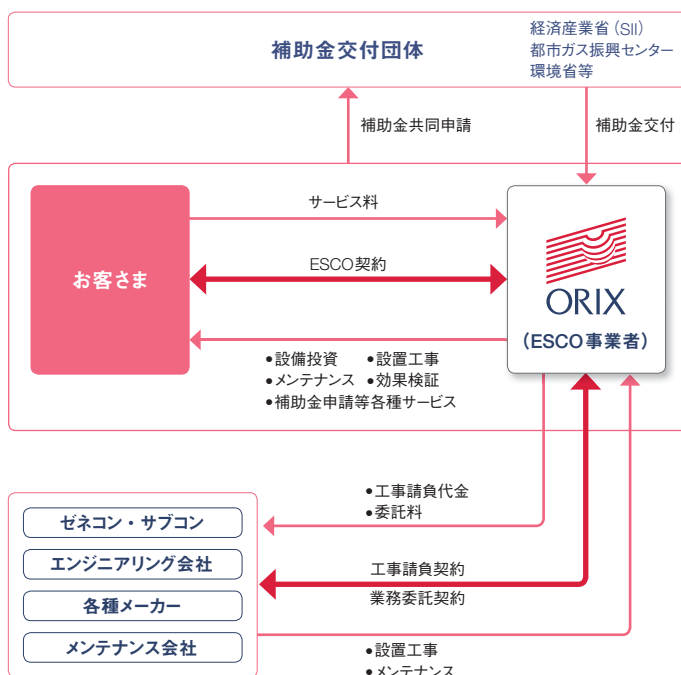 補助金交付団体
経済産業省（SII）
都市ガス振興センター
環境省等
補助金共同申請
補助金交付
お客さま
サービス料
ESCO契約
ORIX
（ESCO事業者）
●設備投資 ●設置工事
●メンテナンス ●効果検証
●補助金申請等各種サービス
●工事請負代金
●委託料
ゼネコン・サブコン
エンジニアリング会社
各種メーカー
メンテナンス会社
工事請負契約
業務委託契約
●設置工事
●メンテナンス